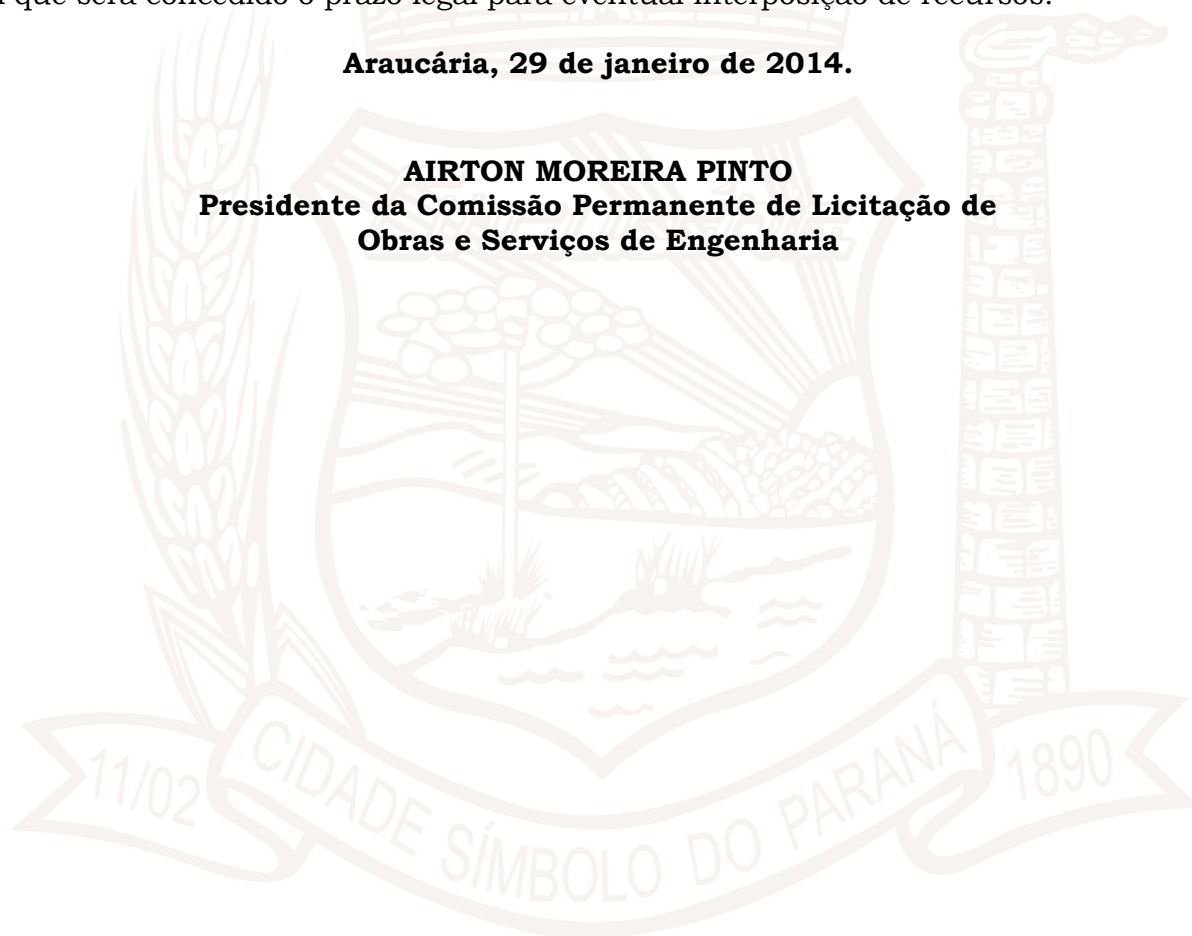 que será concedido o prazo legal para eventual interposição de recursos.
Araucária, 29 de janeiro de 2014.
AIRTON MOREIRA PINTO
Presidente da Comissão Permanente de Licitação de
Obras e Serviços de Engenharia
11/02 CIDADE SÍMBOLO DO PARANÁ 1890